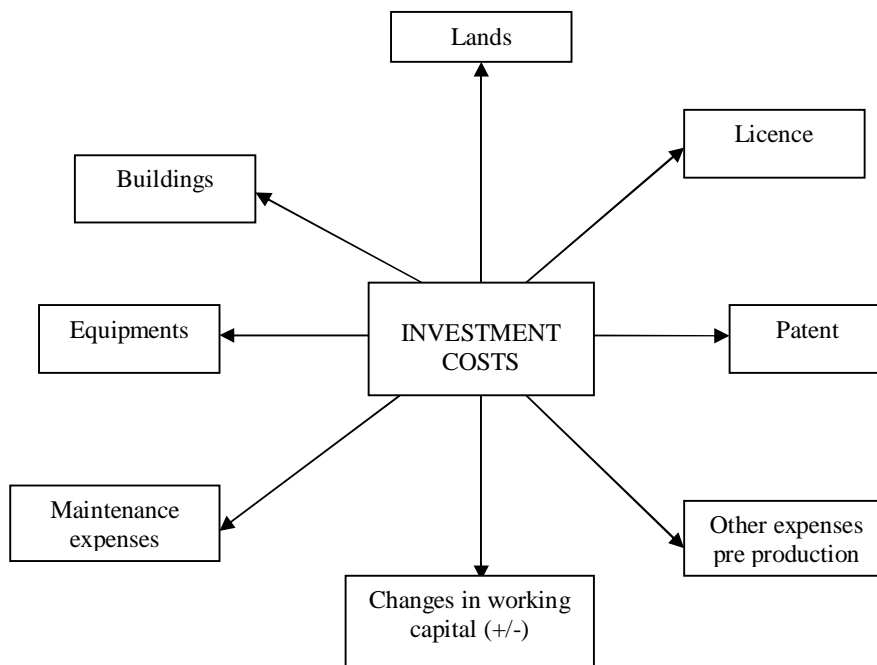 Lands
Licence
Buildings
Equipments
INVESTMENT
COSTS
Patent
Maintenance
expenses
Other expenses
pre production
Changes in working
capital (+/-)